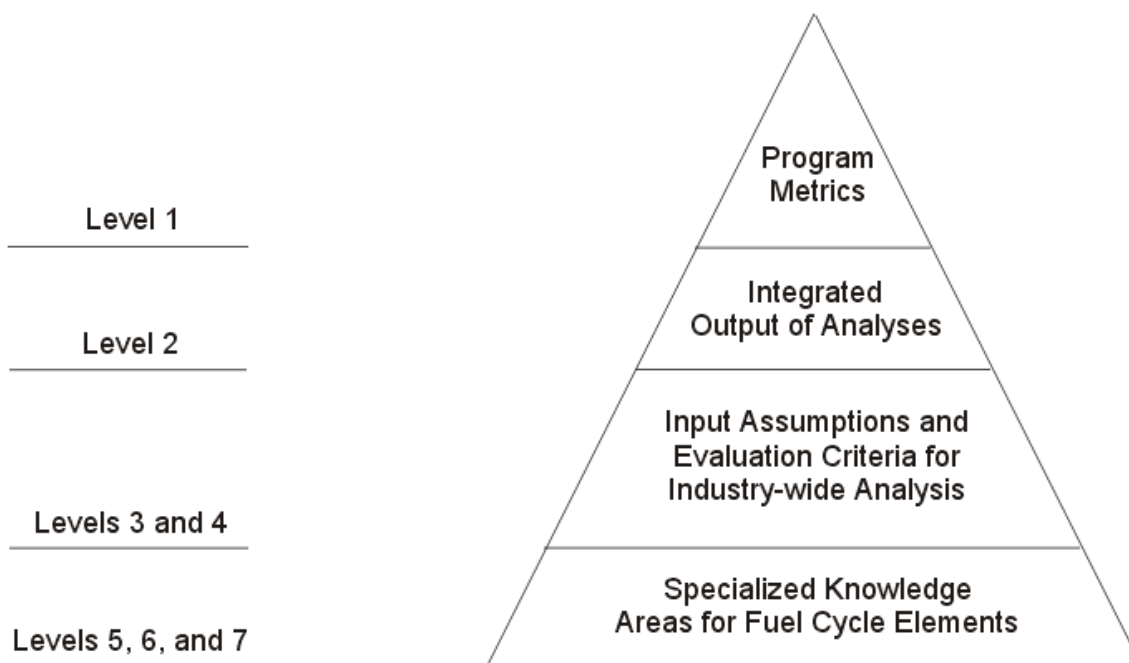 Program
Metrics
Level 1
Integrated
Output of Analyses
Level 2
Input Assumptions and
Evaluation Criteria for
Industry-wide Analysis
Levels 3 and 4
Specialized Knowledge
Areas for Fuel Cycle Elements
Levels 5, 6, and 7